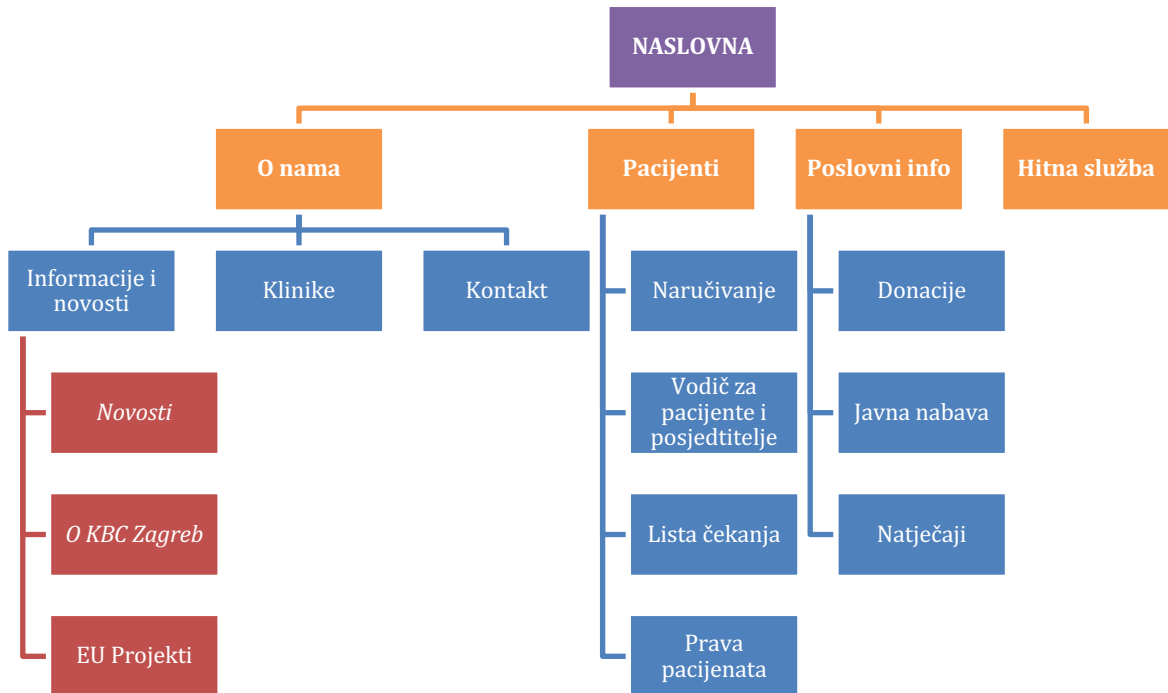 NASLOVNA
O nama
Pacijenti
Poslovni info
Hitna služba
Informacije i
novosti
Klinike
Kontakt
Naručivanje
Donacije
Novosti
Vodič za
pacijente i
posjedtitelje
Javna nabava
O KBC Zagreb
Lista čekanja
Natječaji
EU Projekti
Prava
pacijenata